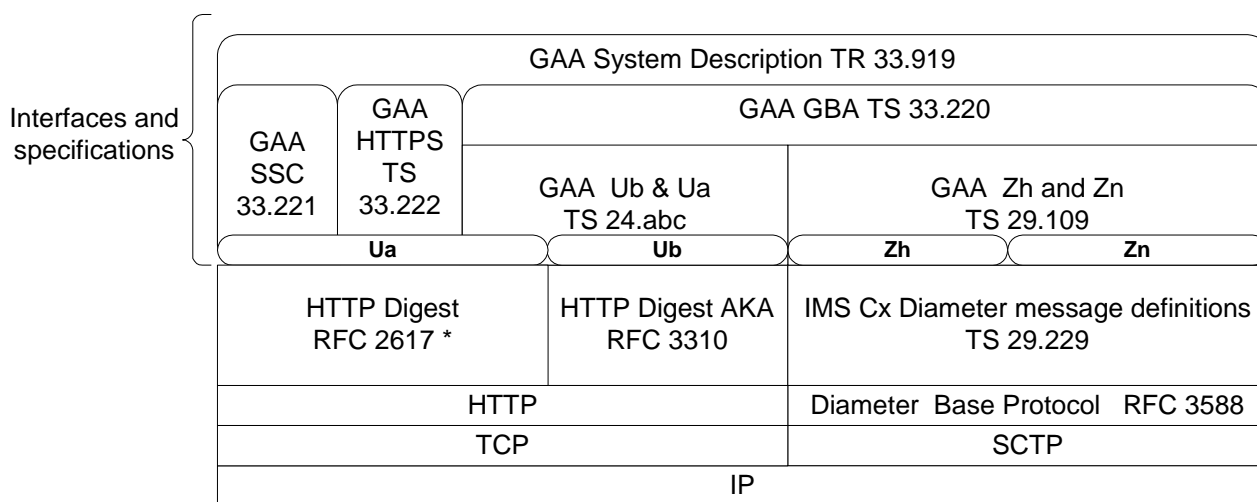 GAA System Description TR 33.919
Interfaces and
specifications
GAA
SSC
33.221
GAA
HTTPS
TS
33.222
GAA GBA TS 33.220
GAA Ub & Ua
TS 24.abc
GAA Zh and Zn
TS 29.109
Ua
Ub
Zh
Zn
HTTP Digest
RFC 2617 *
HTTP Digest AKA
RFC 3310
IMS Cx Diameter message definitions
TS 29.229
HTTP
Diameter Base Protocol RFC 3588
TCP
SCTP
IP